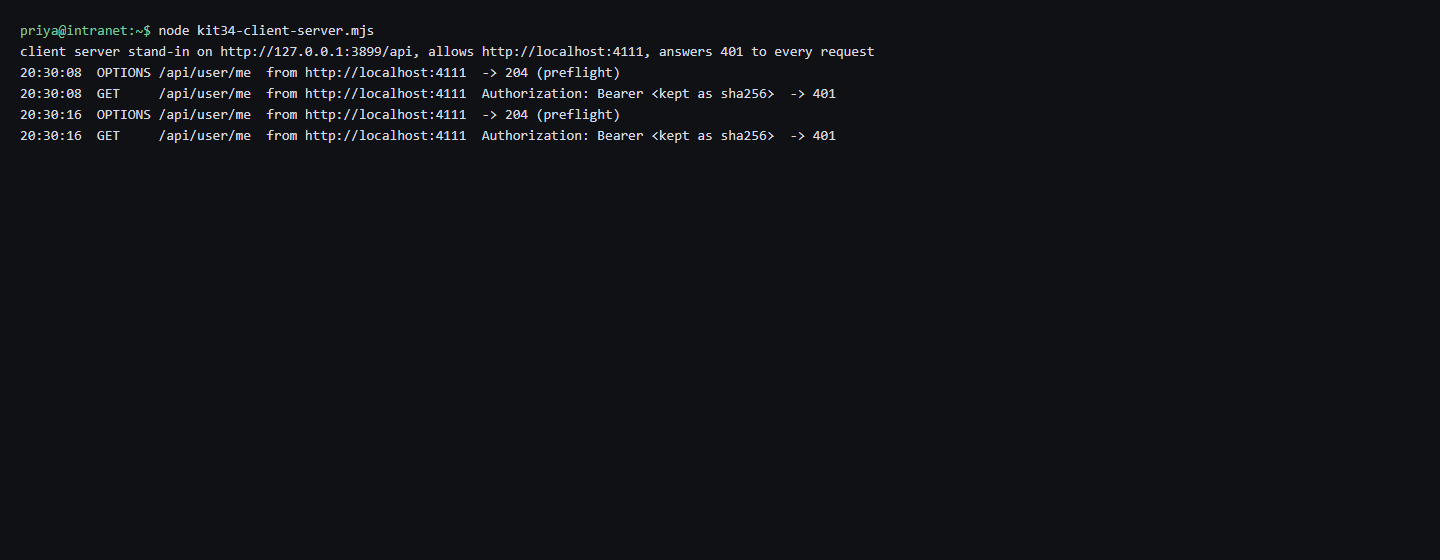 priya@intranet:~$ node kit34-client-server.mjs
client server stand-in on http://127.0.0.1:3899/api, allows http://localhost:4111, answers 401 to every request
20:30:08  OPTIONS /api/user/me  from http://localhost:4111  -> 204 (preflight)
20:30:08  GET     /api/user/me  from http://localhost:4111  Authorization: Bearer <kept as sha256>  -> 401
20:30:16  OPTIONS /api/user/me  from http://localhost:4111  -> 204 (preflight)
20:30:16  GET     /api/user/me  from http://localhost:4111  Authorization: Bearer <kept as sha256>  -> 401